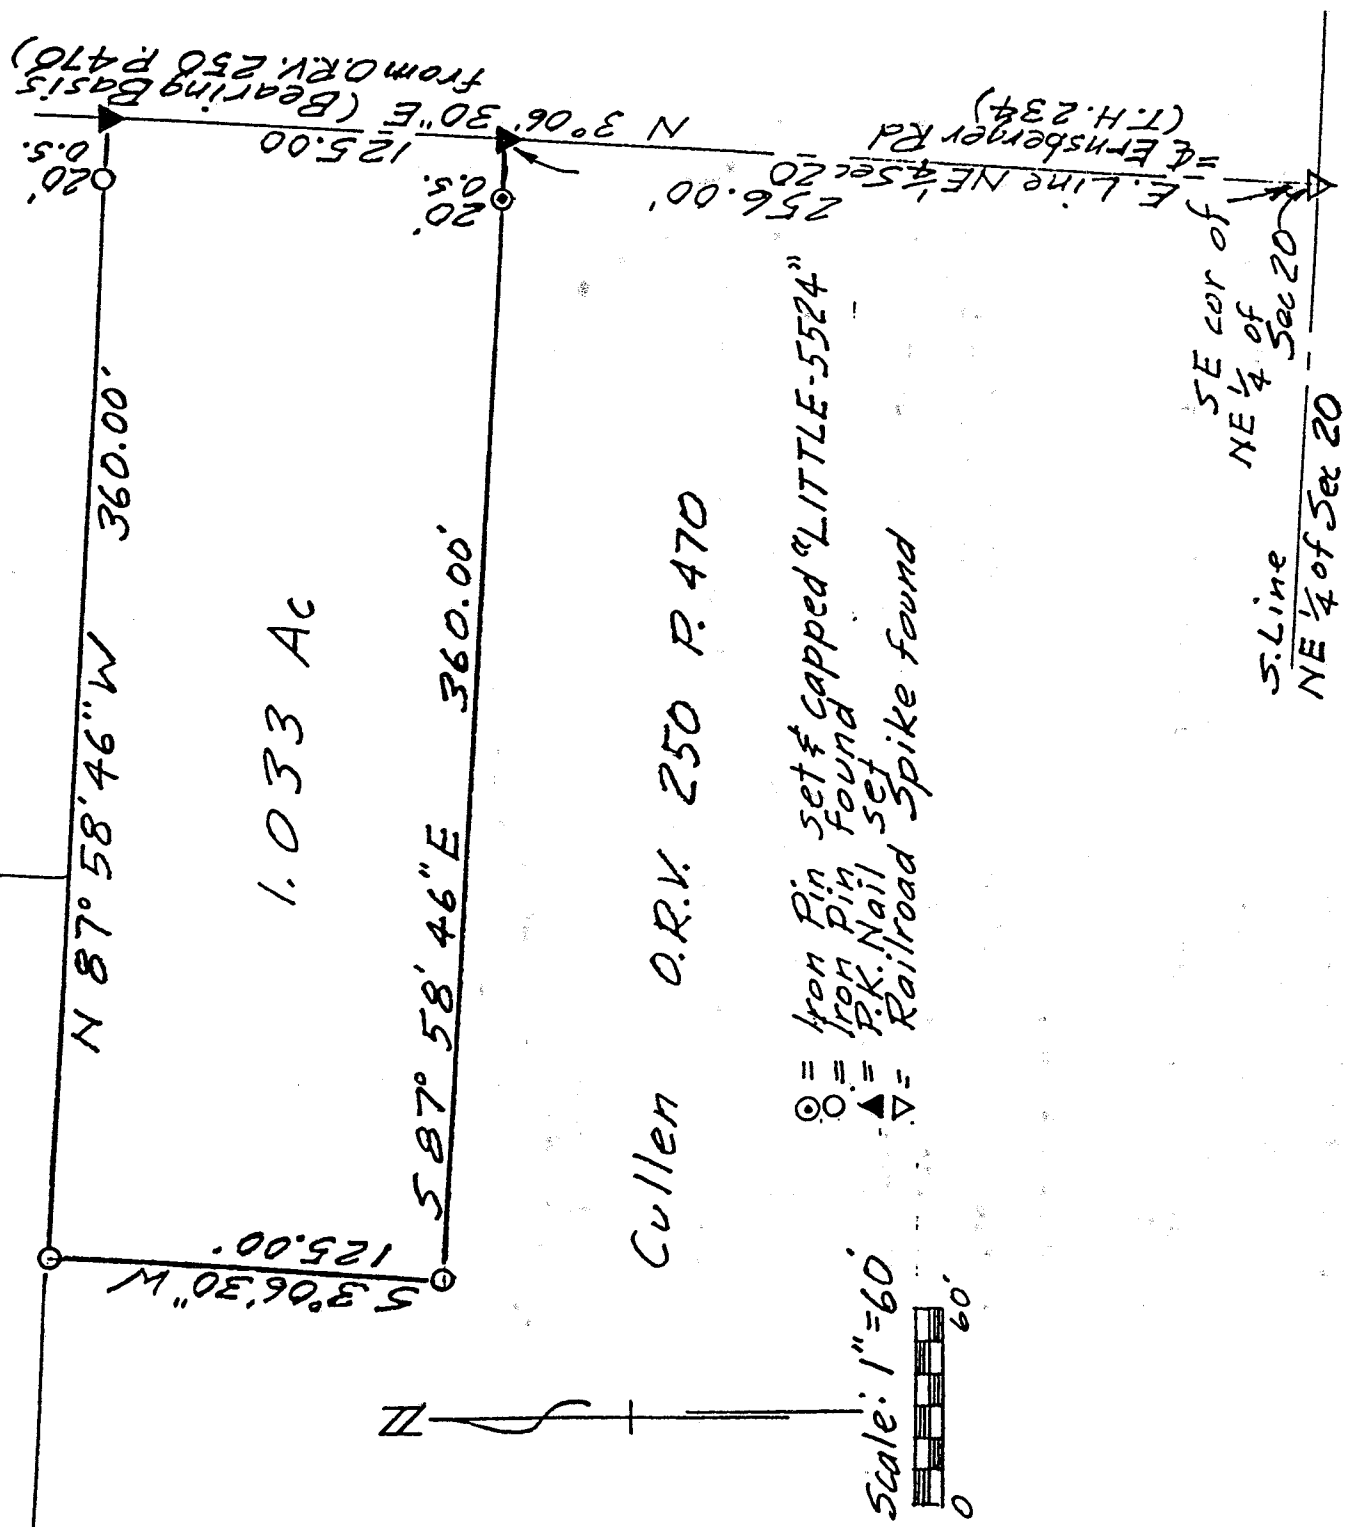 N 87° 58' 46" W 360.00'
20'
O.S.
N 3° 06' 30" E (Bearing Basis
from O.R.V. 250 P. 470)
125.00
1.033 Ac
S 3° 06' 30" W
125.00'
S 87° 58' 46" E 360.00'
20'
O.S.
256.00'
E. Line NE 1/4 Sec 20
= ℄ Ernsberger Rd
(T.H. 234)
Cullen O.R.V. 250 P. 470
⊙ = Iron Pin set & capped "LITTLE-5524"
○ = Iron Pin found
▲ = P.K. Nail set
▽ = Railroad Spike found
SE cor of
NE 1/4 of
Sec 20
S. Line
NE 1/4 of Sec 20
N
Scale: 1" = 60'
0 60'